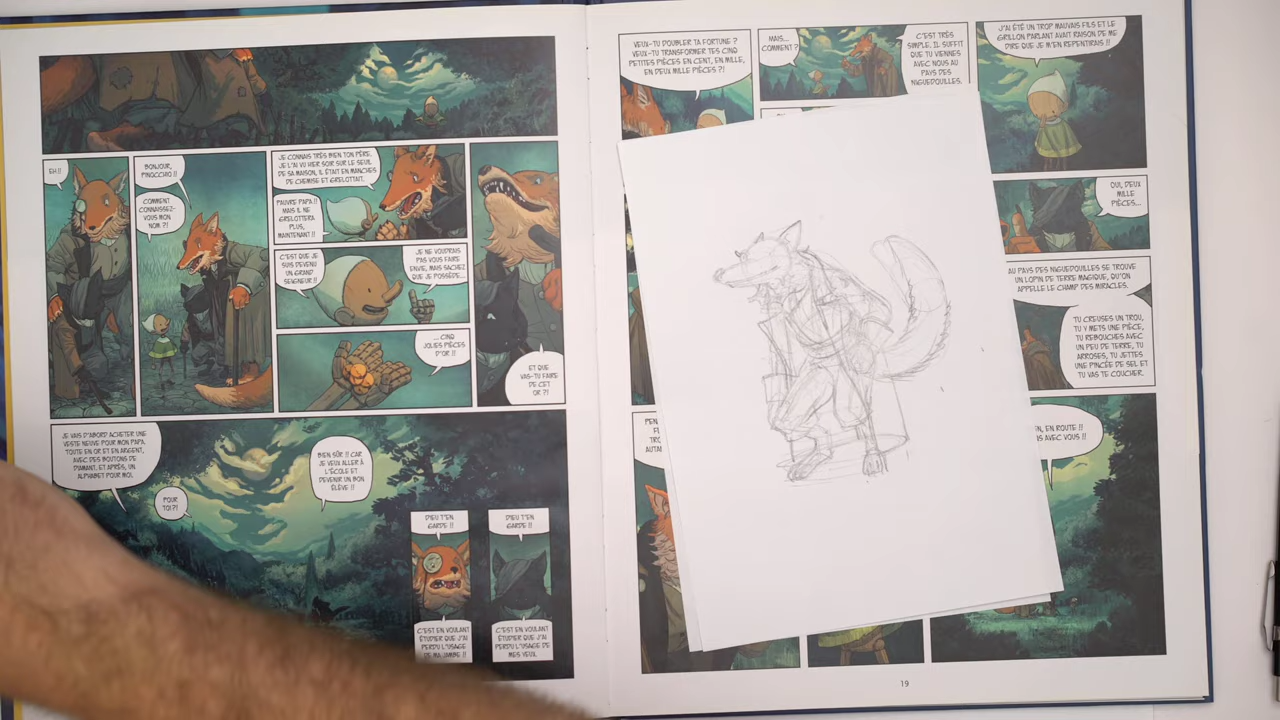 EH !!
BONJOUR,
PINOCCHIO !!
COMMENT
CONNAISSEZ-
VOUS MON
NOM ?!
JE CONNAIS TRÈS BIEN TON PÈRE.
JE L'AI VU HIER SOIR SUR LE SEUIL
DE SA MAISON, IL ÉTAIT EN MANCHES
DE CHEMISE ET GRELOTTAIT.
PAUVRE PAPA !!
MAIS IL NE
GRELOTTERA
PLUS,
MAINTENANT !!
C'EST QUE JE
SUIS DEVENU
UN GRAND
SEIGNEUR !!
JE NE VOUDRAIS
PAS VOUS FAIRE
ENVIE, MAIS SACHEZ
QUE JE POSSÈDE...
... CINQ
JOLIES PIÈCES
D'OR !!
ET QUE
VAS-TU FAIRE
DE CET
OR ?!
JE VAIS D'ABORD ACHETER UNE
VESTE NEUVE POUR MON PAPA,
TOUTE EN OR ET EN ARGENT,
AVEC DES BOUTONS DE
DIAMANT, ET APRÈS, UN
ALPHABET POUR MOI.
POUR
TOI?!
BIEN SÛR !! CAR
JE VEUX ALLER À
L'ÉCOLE ET
DEVENIR UN BON
ÉLÈVE !!
DIEU T'EN
GARDE !!
C'EST EN VOULANT
ÉTUDIER QUE J'AI
PERDU L'USAGE
DE MA JAMBE !!
DIEU T'EN
GARDE !!
C'EST EN VOULANT
ÉTUDIER QUE J'AI
PERDU L'USAGE DE
MES YEUX.
VEUX-TU DOUBLER TA FORTUNE ?
VEUX-TU TRANSFORMER TES CINQ
PETITES PIÈCES EN CENT, EN MILLE,
EN DEUX MILLE PIÈCES ?!
MAIS...
COMMENT ?
C'EST TRÈS
SIMPLE. IL SUFFIT
QUE TU VIENNES
AVEC NOUS AU
PAYS DES
NIGUEDOUILLES.
J'AI ÉTÉ UN TROP MAUVAIS FILS ET LE
GRILLON PARLANT AVAIT RAISON DE ME
DIRE QUE JE M'EN REPENTIRAIS !!
OUI, DEUX
MILLE
PIÈCES...
AU PAYS DES NIGUEDOUILLES SE TROUVE
UN LOPIN DE TERRE MAGIQUE, QU'ON
APPELLE LE CHAMP DES MIRACLES.
TU CREUSES UN TROU,
TU Y METS UNE PIÈCE,
TU REBOUCHES AVEC
UN PEU DE TERRE, TU
ARROSES, TU JETTES
UNE PINCÉE DE SEL ET
TU VAS TE COUCHER.
EN ROUTE !!
AVEC VOUS !!
19